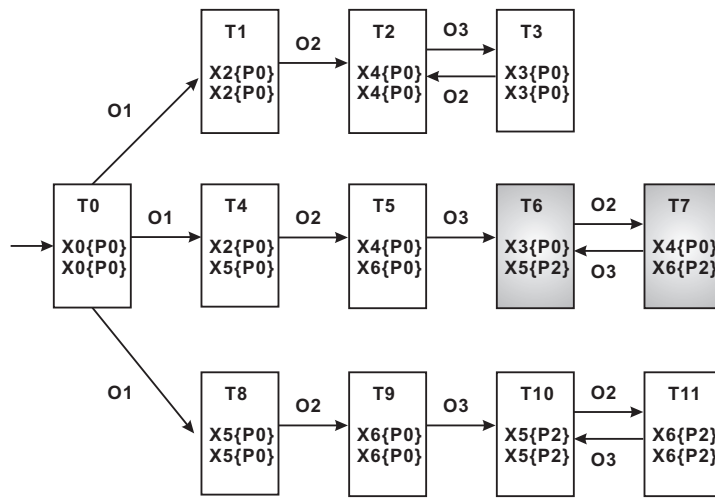 T1
X2{P0}
X2{P0}
O2
T2
X4{P0}
X4{P0}
O3
O2
T3
X3{P0}
X3{P0}
O1
T0
X0{P0}
X0{P0}
O1
T4
X2{P0}
X5{P0}
O2
T5
X4{P0}
X6{P0}
O3
T6
X3{P0}
X5{P2}
O2
O3
T7
X4{P0}
X6{P2}
O1
T8
X5{P0}
X5{P0}
O2
T9
X6{P0}
X6{P0}
O3
T10
X5{P2}
X5{P2}
O2
O3
T11
X6{P2}
X6{P2}